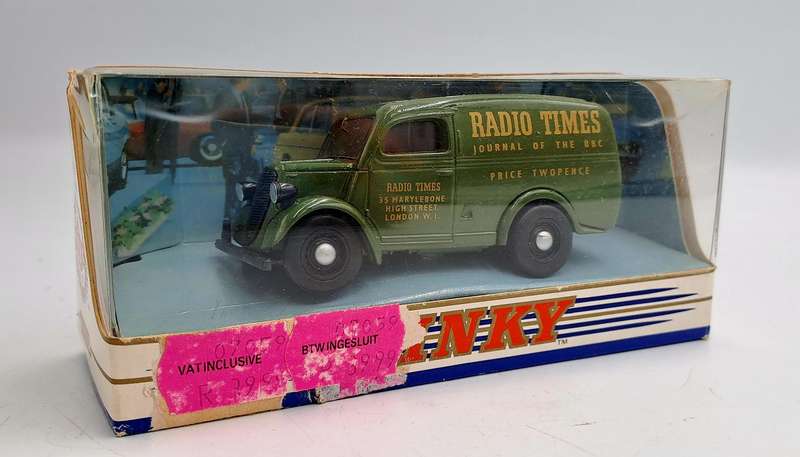 RADIO TIMES
JOURNAL OF THE BBC
PRICE TWOPENCE
RADIO TIMES
35 MARYLEBONE
HIGH STREET
LONDON W.1.
NKY
TM
VAT INCLUSIVE
BTW INGESLUIT